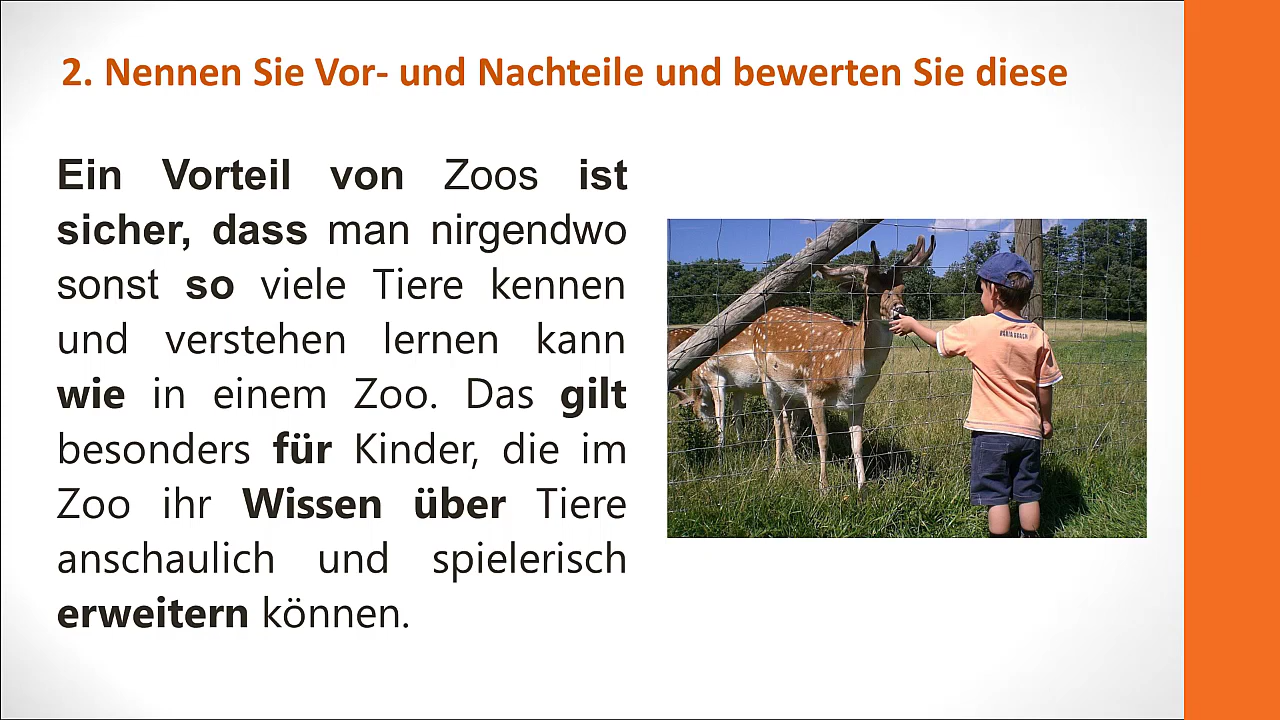 2. Nennen Sie Vor- und Nachteile und bewerten Sie diese
Ein Vorteil von Zoos ist
sicher, dass man nirgendwo
sonst so viele Tiere kennen
und verstehen lernen kann
wie in einem Zoo. Das gilt
besonders für Kinder, die im
Zoo ihr Wissen über Tiere
anschaulich und spielerisch
erweitern können.